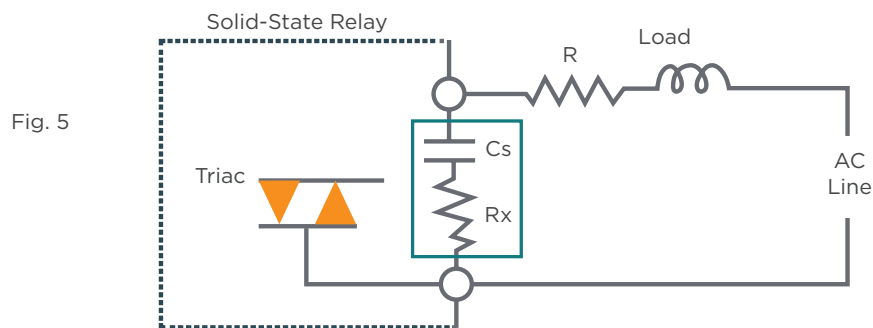 Solid-State Relay
Load
R
Fig. 5
Cs
AC
Line
Triac
Rx